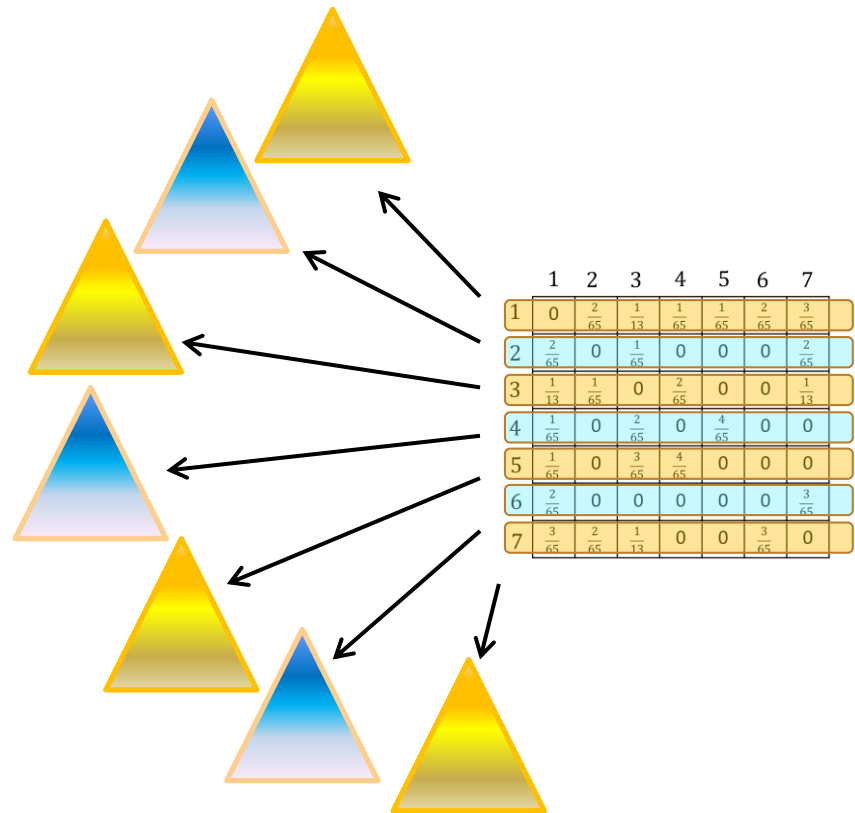 1 2 3 4 5 6 7
1 0 2/65 1/13 1/65 1/65 2/65 3/65
2 2/65 0 1/65 0 0 0 2/65
3 1/13 1/65 0 2/65 0 0 1/13
4 1/65 0 2/65 0 4/65 0 0
5 1/65 0 3/65 4/65 0 0 0
6 2/65 0 0 0 0 0 3/65
7 3/65 2/65 1/13 0 0 3/65 0